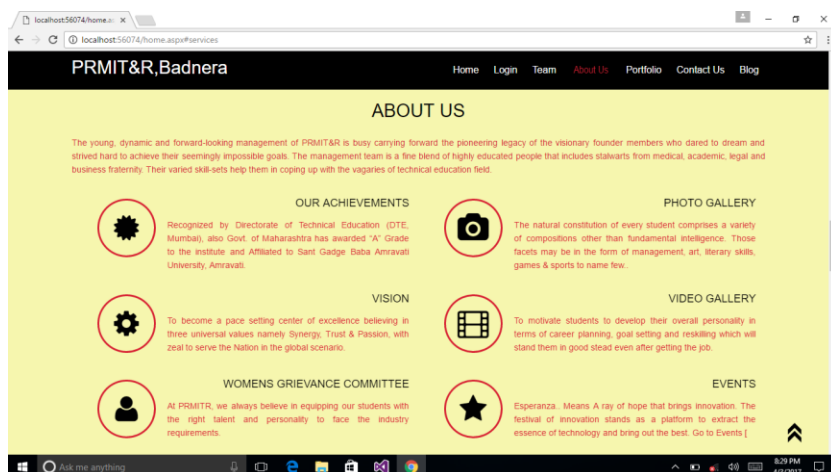 localhost:56074/home.as
localhost:56074/home.aspx#services
PRMIT&R,Badnera
Home Login Team About Us Portfolio Contact Us Blog
ABOUT US
The young, dynamic and forward-looking management of PRMIT&R is busy carrying forward the pioneering legacy of the visionary founder members who dared to dream and
strived hard to achieve their seemingly impossible goals. The management team is a fine blend of highly educated people that includes stalwarts from medical, academic, legal and
business fraternity. Their varied skill-sets help them in coping up with the vagaries of technical education field.
OUR ACHIEVEMENTS
Recognized by Directorate of Technical Education (DTE,
Mumbai), also Govt. of Maharashtra has awarded "A" Grade
to the institute and Affiliated to Sant Gadge Baba Amravati
University, Amravati.
PHOTO GALLERY
The natural constitution of every student comprises a variety
of compositions other than fundamental intelligence. Those
facets may be in the form of management, art, literary skills,
games & sports to name few..
VISION
To become a pace setting center of excellence believing in
three universal values namely Synergy, Trust & Passion, with
zeal to serve the Nation in the global scenario.
VIDEO GALLERY
To motivate students to develop their overall personality in
terms of career planning, goal setting and reskilling which will
stand them in good stead even after getting the job.
WOMENS GRIEVANCE COMMITTEE
At PRMITR, we always believe in equipping our students with
the right talent and personality to face the industry
requirements.
EVENTS
Esperanza.. Means A ray of hope that brings innovation. The
festival of innovation stands as a platform to extract the
essence of technology and bring out the best. Go to Events [
Ask me anything
8:29 PM
4/3/2017